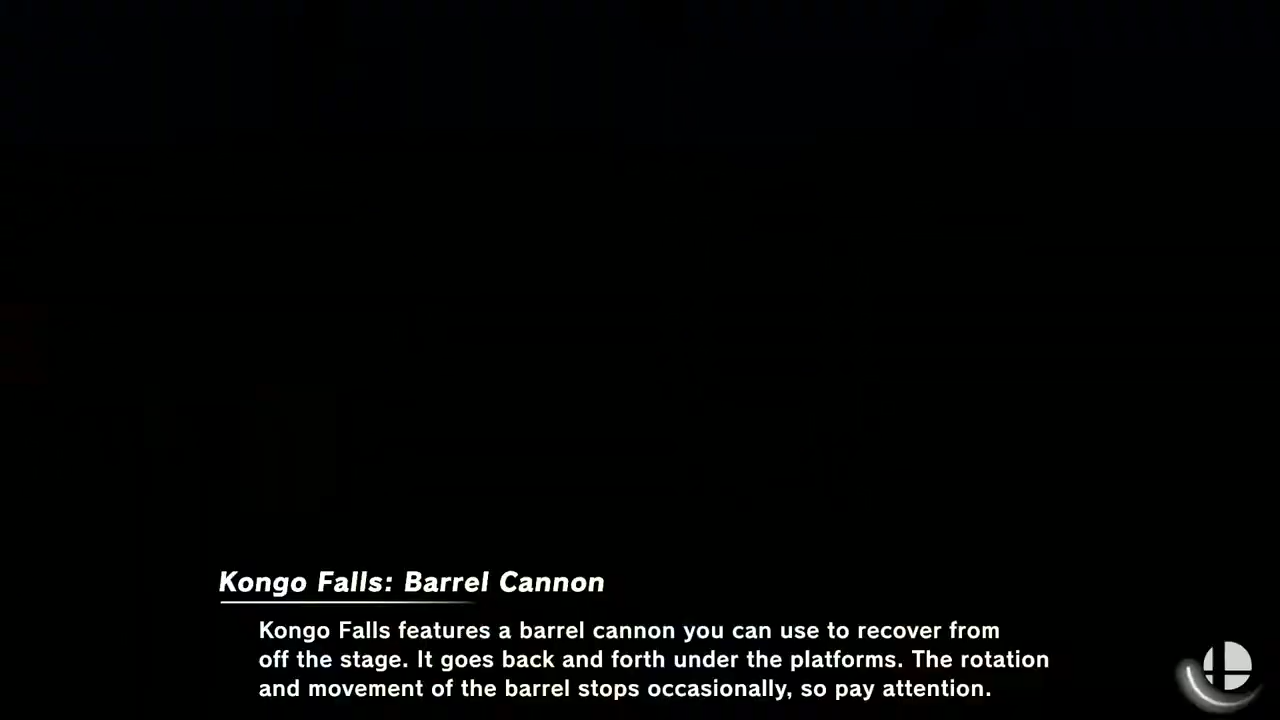 Kongo Falls: Barrel Cannon
Kongo Falls features a barrel cannon you can use to recover from
off the stage. It goes back and forth under the platforms. The rotation
and movement of the barrel stops occasionally, so pay attention.